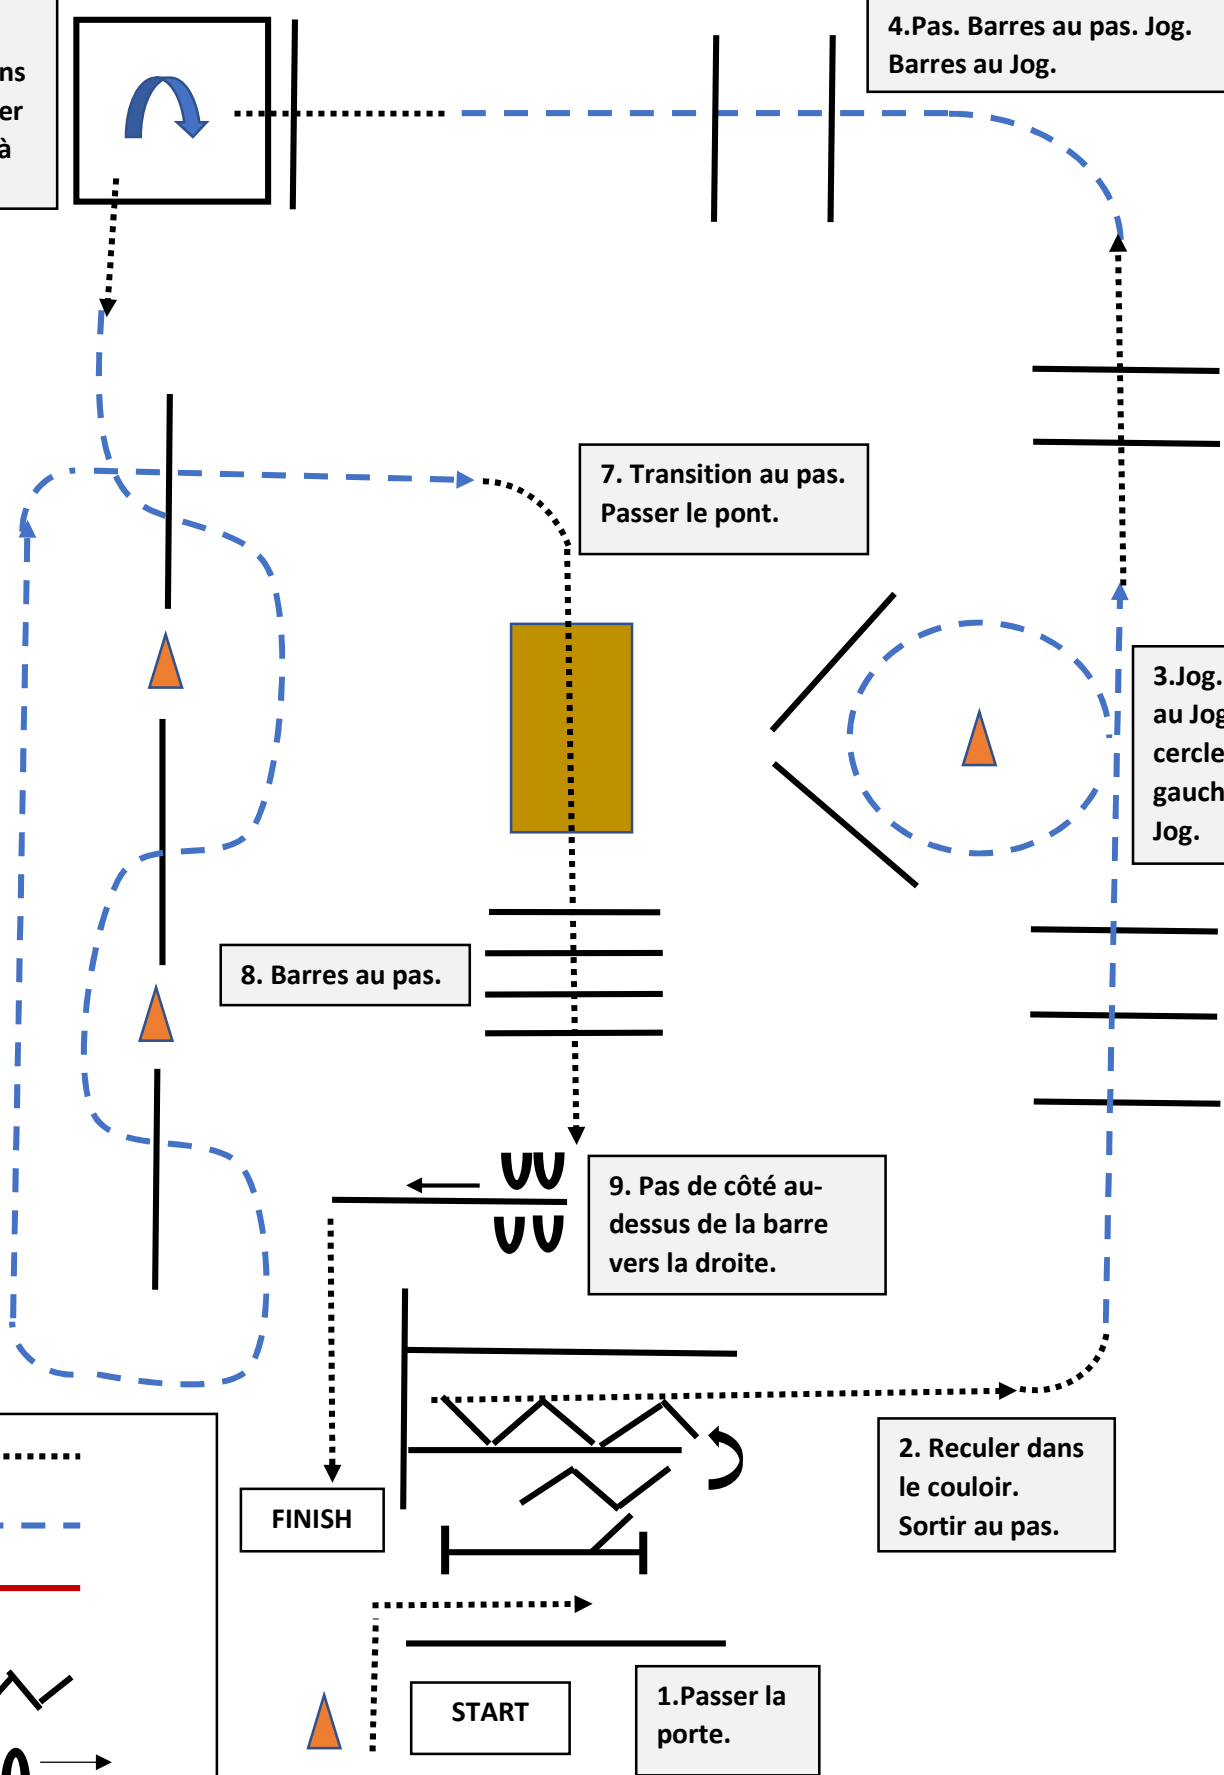 ns
er
à
4.Pas. Barres au pas. Jog.
Barres au Jog.
7. Transition au pas.
Passer le pont.
3.Jog.
au Jog
cercle
gauch
Jog.
8. Barres au pas.
9. Pas de côté au-
dessus de la barre
vers la droite.
2. Reculer dans
le couloir.
Sortir au pas.
FINISH
START
1.Passer la
porte.